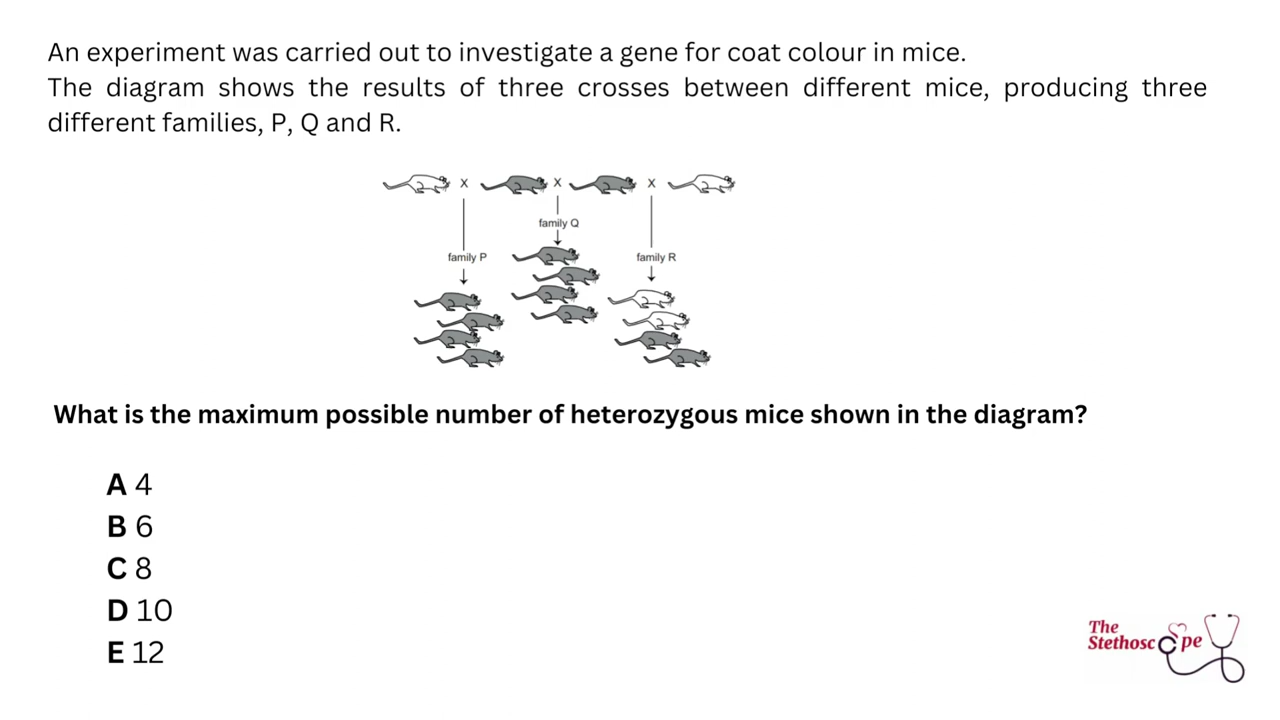 An experiment was carried out to investigate a gene for coat colour in mice.
The diagram shows the results of three crosses between different mice, producing three
different families, P, Q and R.
X X X
family Q
family P family R
What is the maximum possible number of heterozygous mice shown in the diagram?
A 4
B 6
C 8
D 10
E 12
The
Stethoscope